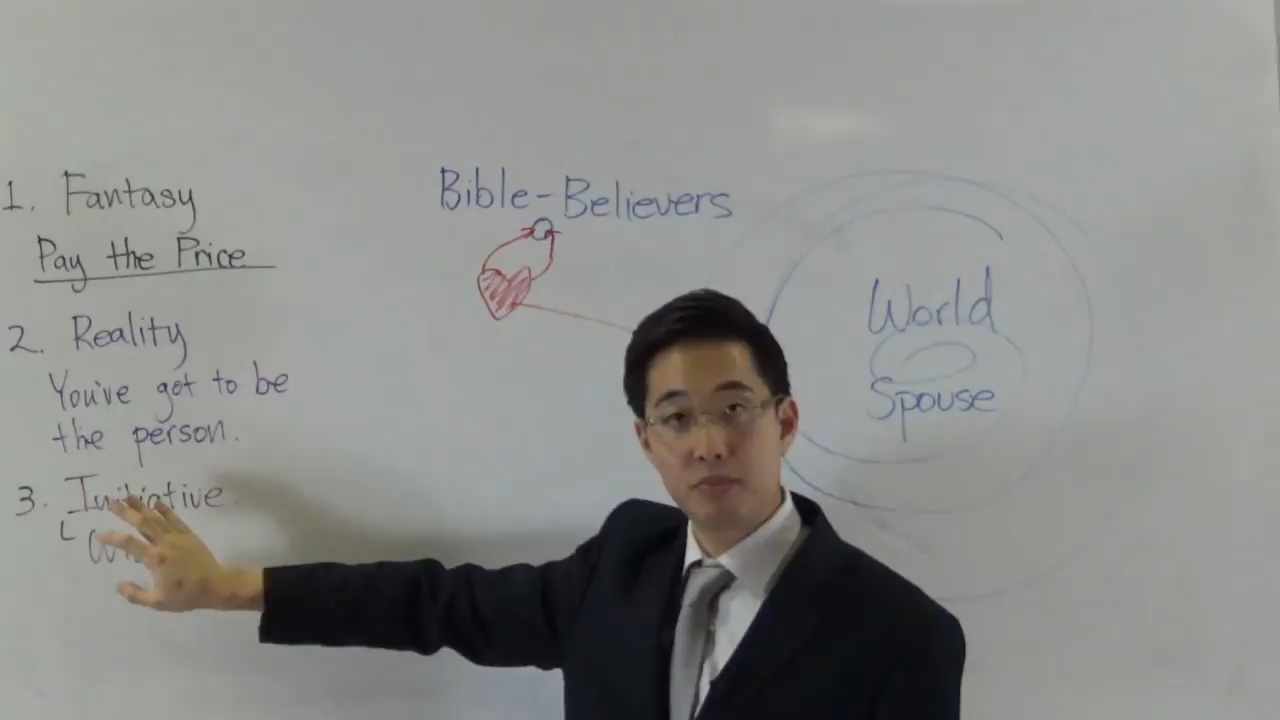 1. Fantasy
Pay the Price
2. Reality
You've got to be
the person.
3. Initiative
Bible-Believers
World
Spouse